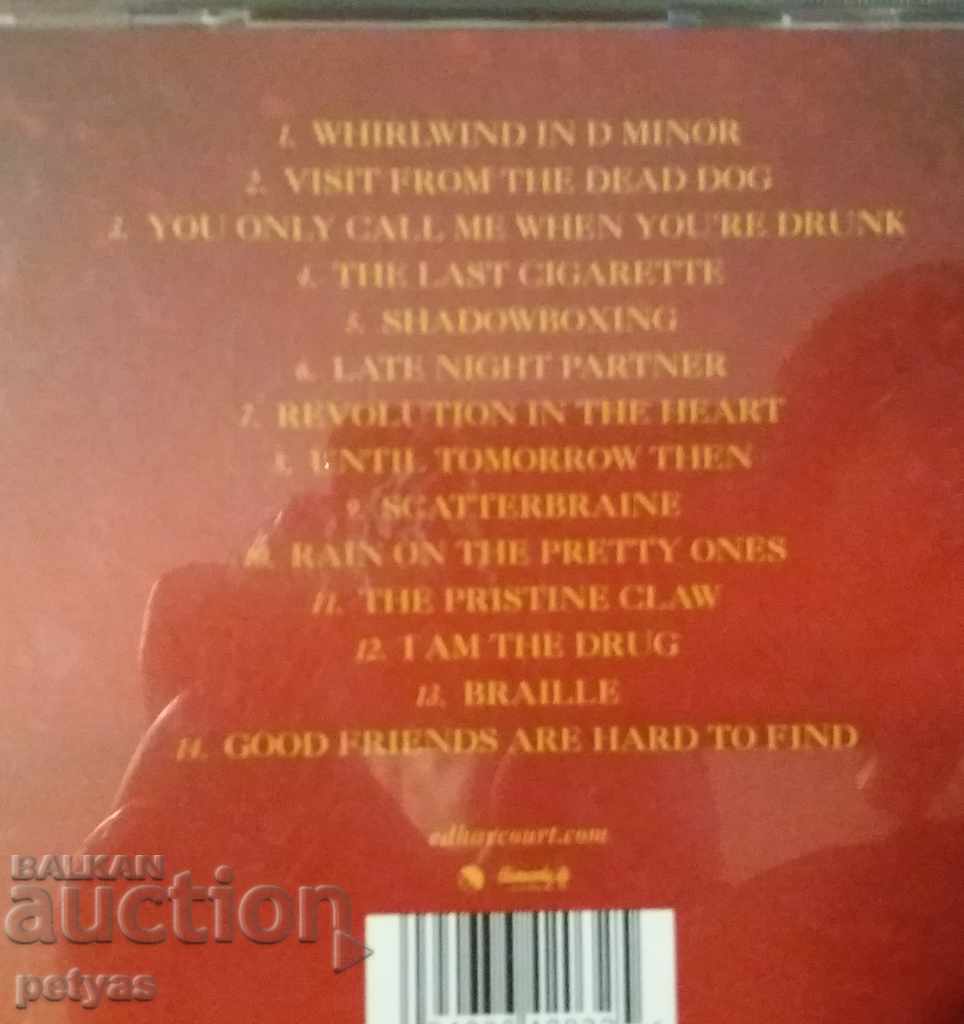 1. WHIRLWIND IN D MINOR
2. VISIT FROM THE DEAD DOG
3. YOU ONLY CALL ME WHEN YOU'RE DRUNK
4. THE LAST CIGARETTE
5. SHADOWBOXING
6. LATE NIGHT PARTNER
7. REVOLUTION IN THE HEART
8. UNTIL TOMORROW THEN
9. SCATTERBRAINE
10. RAIN ON THE PRETTY ONES
11. THE PRISTINE CLAW
12. I AM THE DRUG
13. BRAILLE
14. GOOD FRIENDS ARE HARD TO FIND
edharcourt.com
BALKAN
auction
petyas